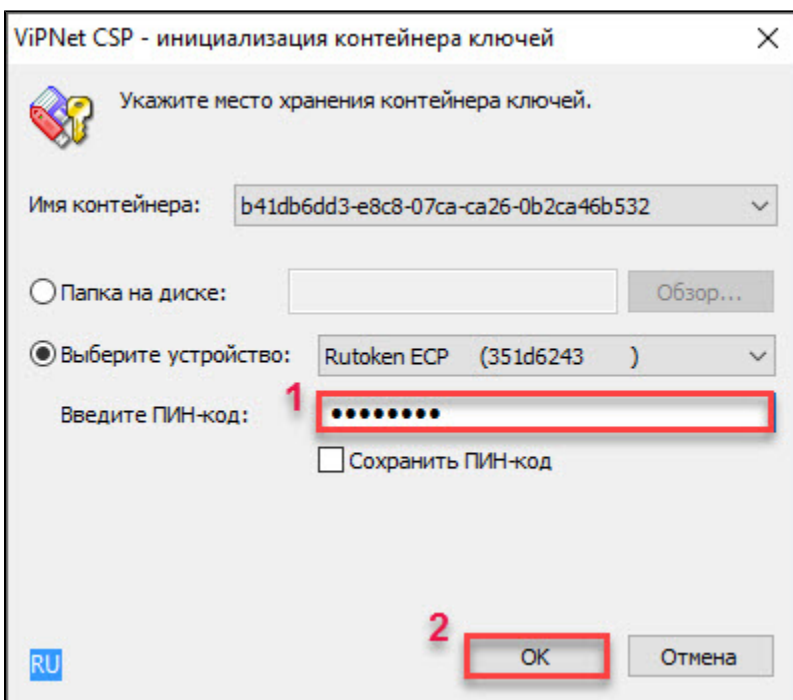 ViPNet CSP - инициализация контейнера ключей
Укажите место хранения контейнера ключей.
Имя контейнера: b41db6dd3-e8c8-07ca-ca26-0b2ca46b532
Папка на диске: Обзор...
Выберите устройство: Rutoken ECP (351d6243 )
1
Введите ПИН-код: ••••••••
Сохранить ПИН-код
2
RU OK Отмена